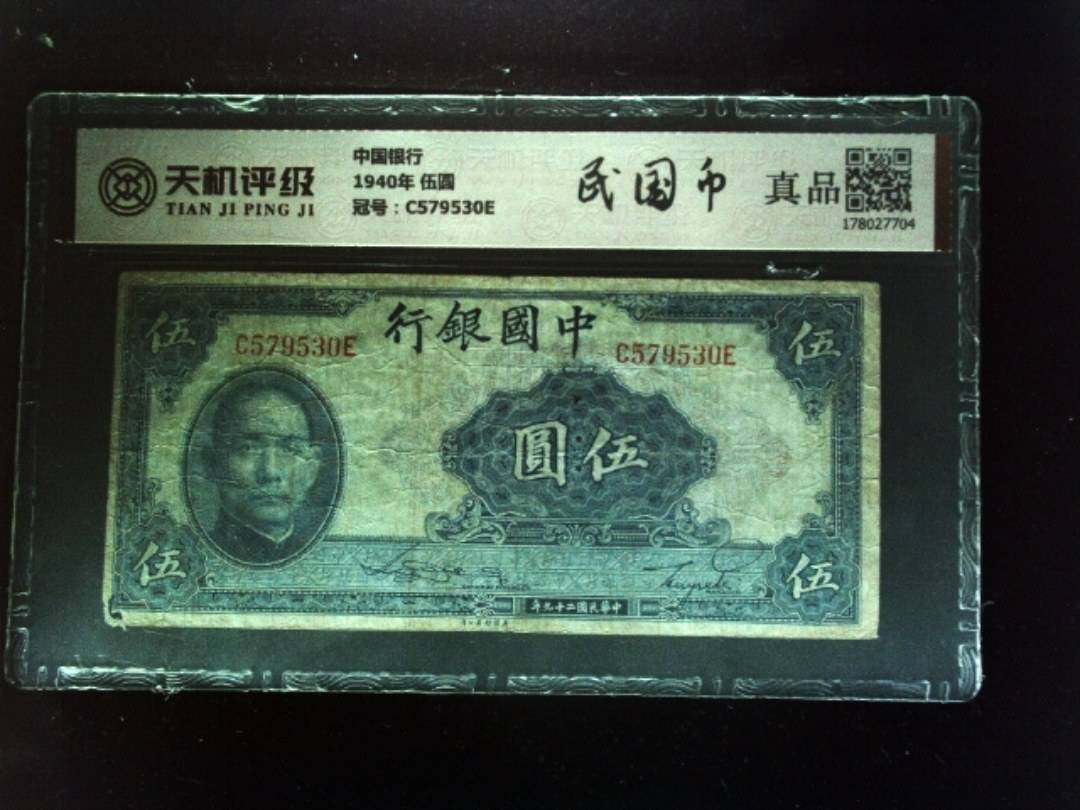 天机评级
TIAN JI PING JI
中国银行
1940年 伍圆
冠号：C579530E
民国币
真品
178027704
伍
行銀國中
伍
C579530E
C579530E
圓伍
伍
伍
年九十二國民華中